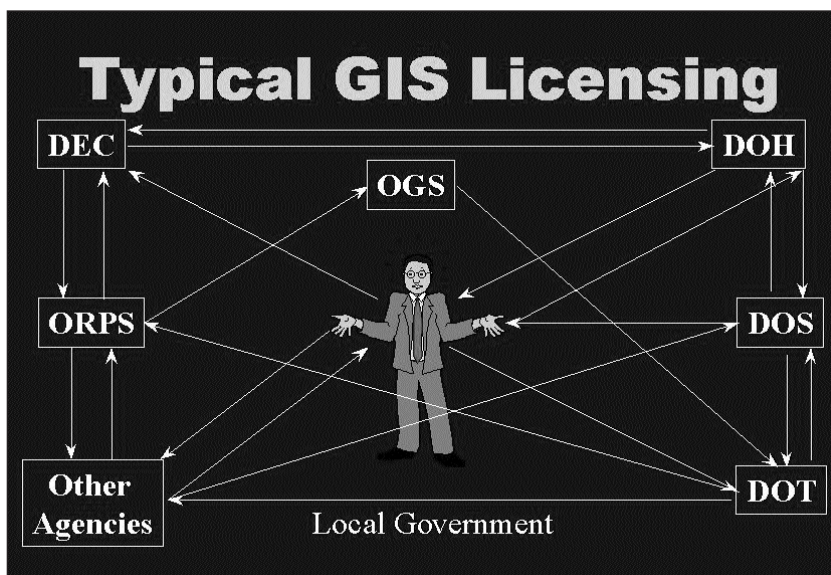 Typical GIS Licensing
DEC
DOH
OGS
ORPS
DOS
Other
Agencies
DOT
Local Government